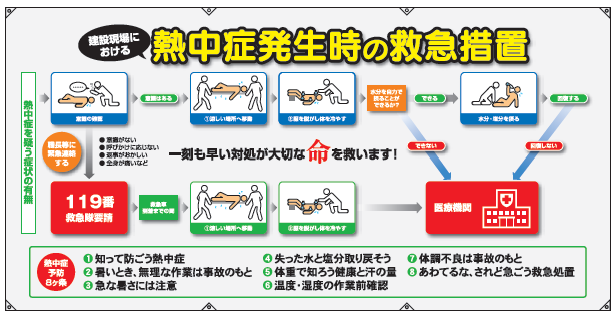 建設現場に
おける
熱中症発生時の救急措置
熱中症を疑う症状の有無
意識の確認
意識はある
①涼しい場所へ移動
②服を脱がし体を冷やす
水分を自力で
摂ることが
できるか?
できる
水分・塩分を摂る
回復する
職長等に
緊急連絡
する
●意識がない
●呼びかけに応じない
●返事がおかしい
●全身が痛いなど
一刻も早い対処が大切な命を救います!
できない
回復しない
119番
救急隊要請
救急車
到着までの間
①涼しい場所へ移動
②服を脱がし体を冷やす
医療機関
熱中症
予防
8ヶ条
①知って防ごう熱中症
②暑いとき、無理な作業は事故のもと
③急な暑さには注意
④失った水と塩分取り戻そう
⑤体重で知ろう健康と汗の量
⑥温度・湿度の作業前確認
⑦体調不良は事故のもと
⑧あわてるな、されど急ごう救急処置